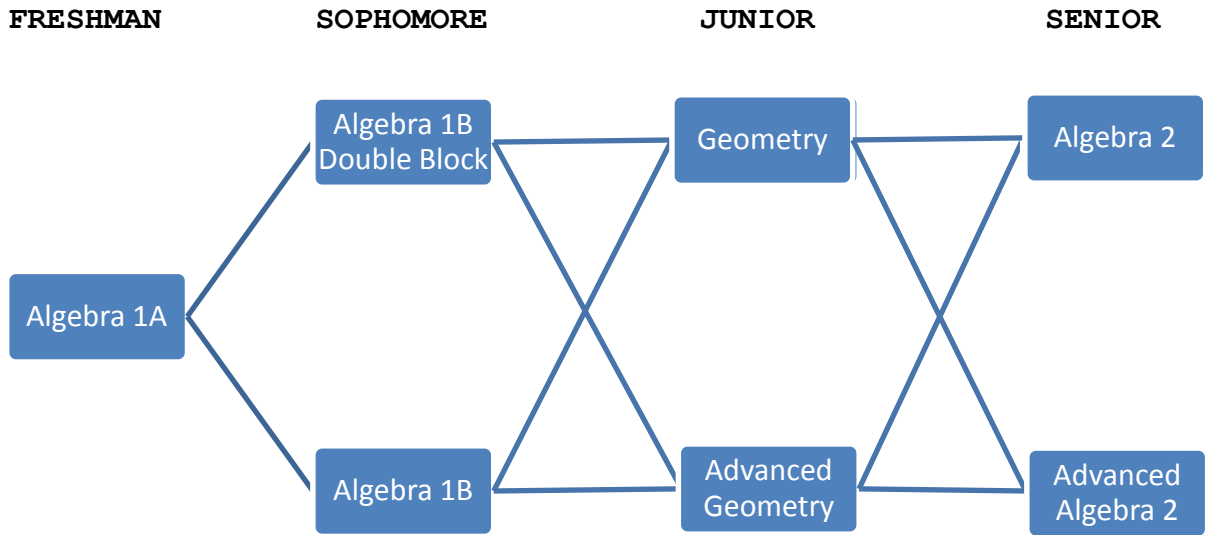 FRESHMAN SOPHOMORE JUNIOR SENIOR
Algebra 1B
Double Block
Geometry
Algebra 2
Algebra 1A
Algebra 1B
Advanced
Geometry
Advanced
Algebra 2